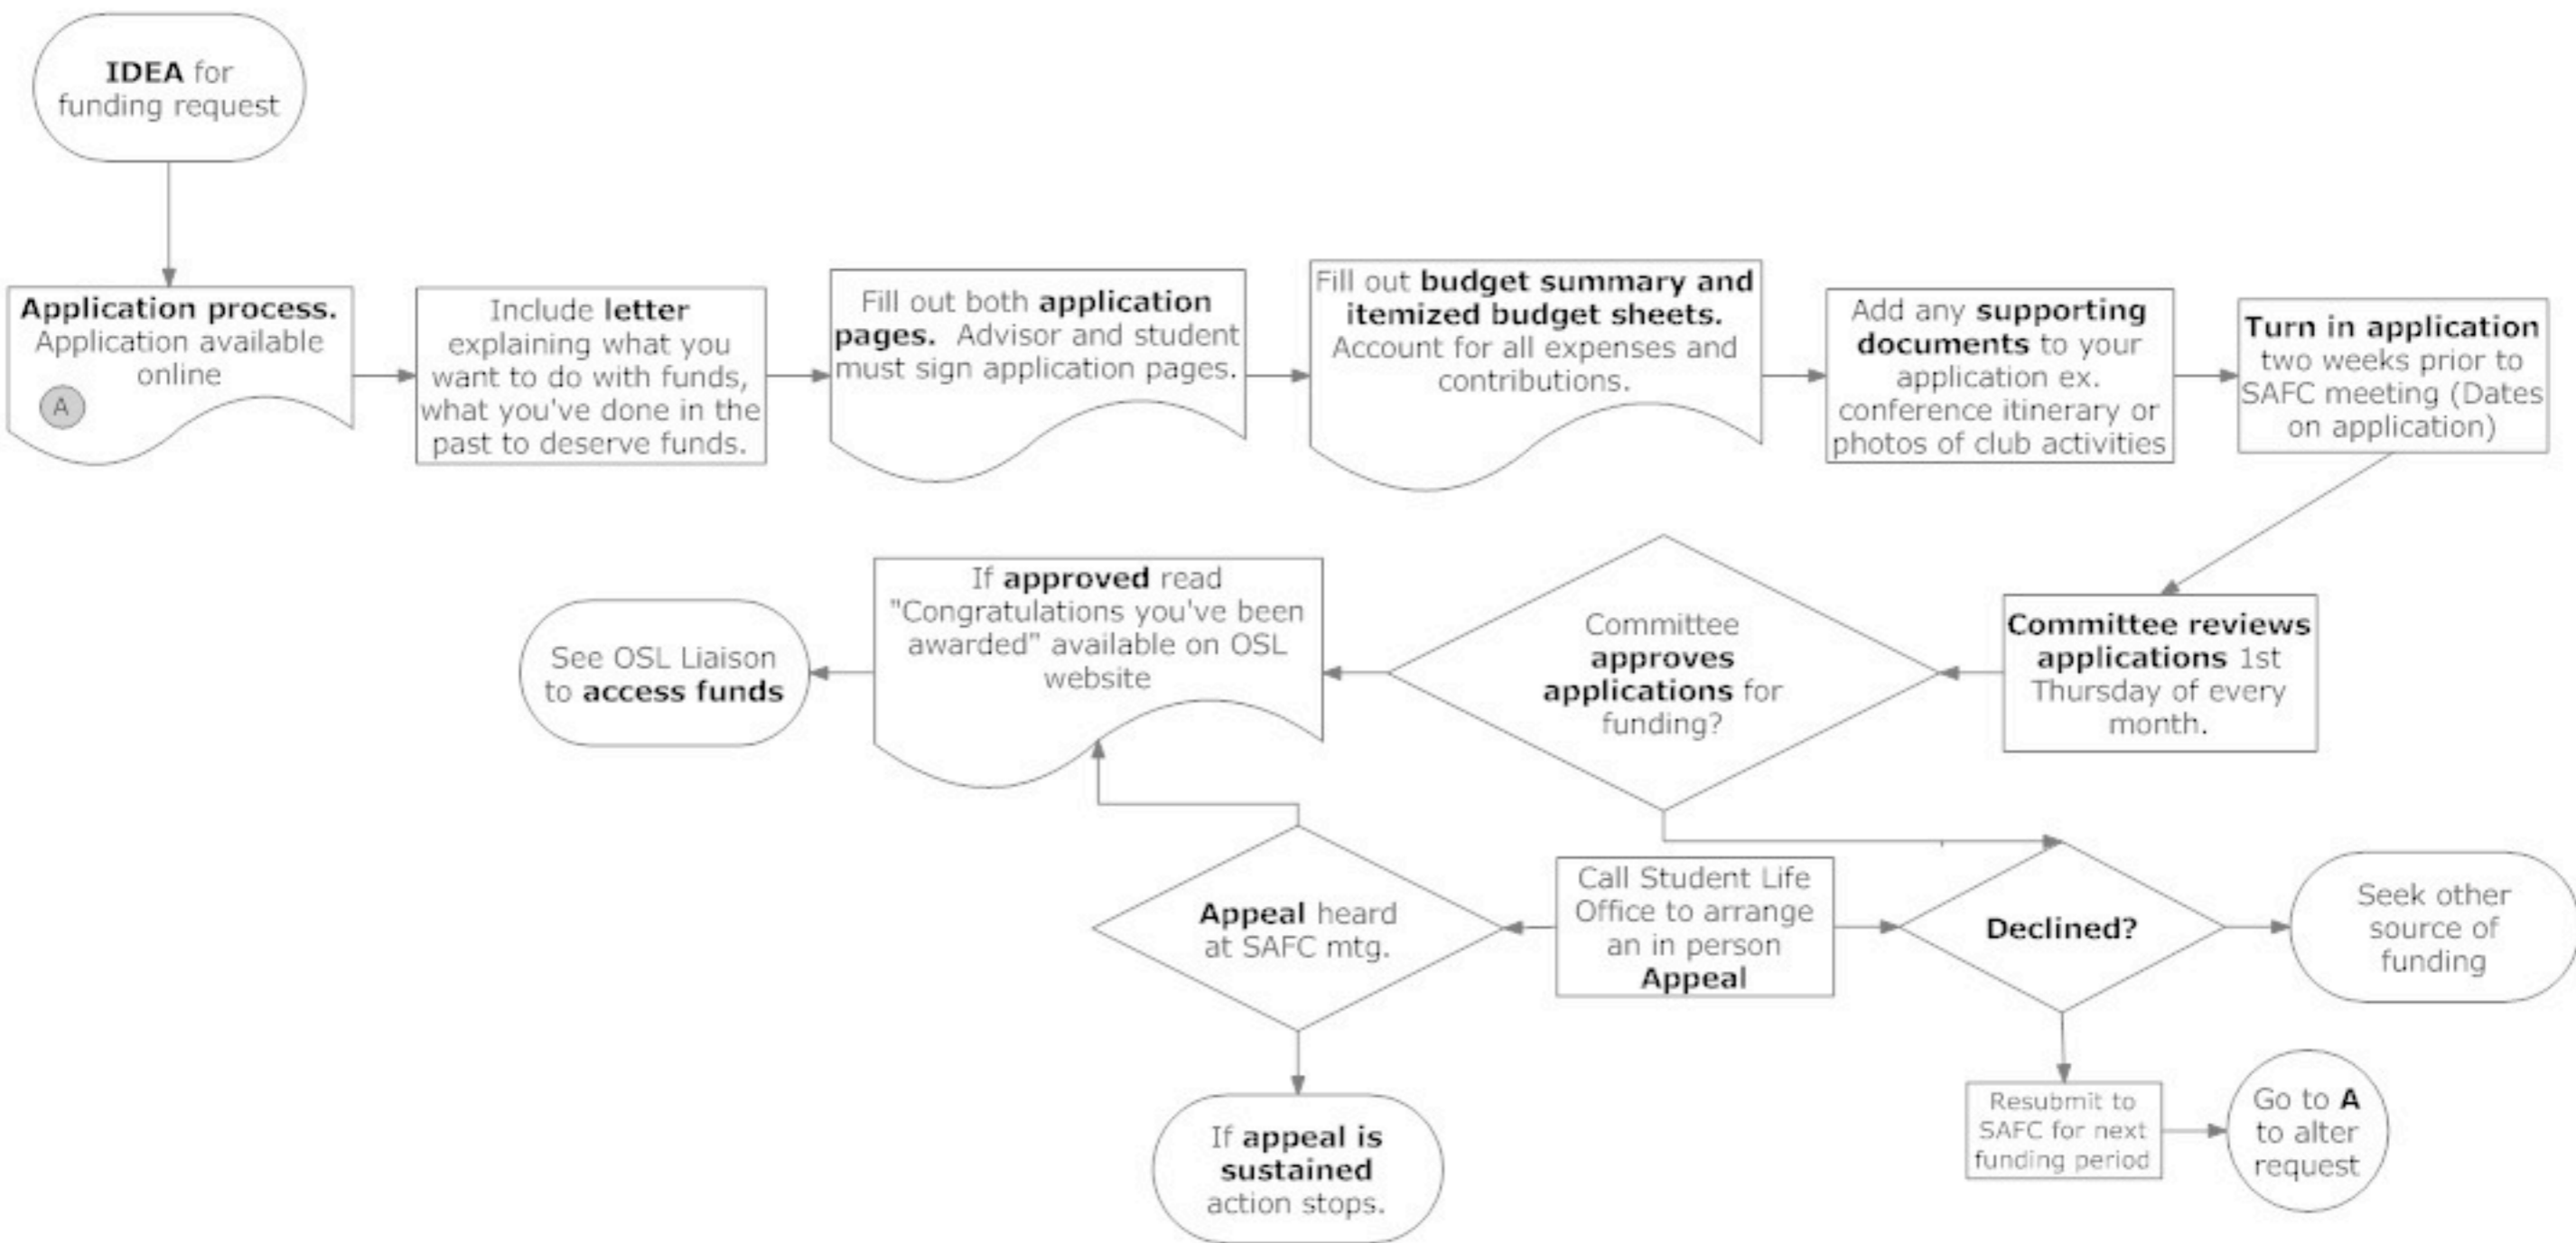 IDEA for
funding request
Application process.
Application available
online
A
Include letter
explaining what you
want to do with funds,
what you've done in the
past to deserve funds.
Fill out both application
pages.  Advisor and student
must sign application pages.
Fill out budget summary and
itemized budget sheets.
Account for all expenses and
contributions.
Add any supporting
documents to your
application ex.
conference itinerary or
photos of club activities
Turn in application
two weeks prior to
SAFC meeting (Dates
on application)
Committee reviews
applications 1st
Thursday of every
month.
Committee
approves
applications for
funding?
If approved read
"Congratulations you've been
awarded" available on OSL
website
See OSL Liaison
to access funds
Declined?
Seek other
source of
funding
Call Student Life
Office to arrange
an in person
Appeal
Appeal heard
at SAFC mtg.
If appeal is
sustained
action stops.
Resubmit to
SAFC for next
funding period
Go to A
to alter
request